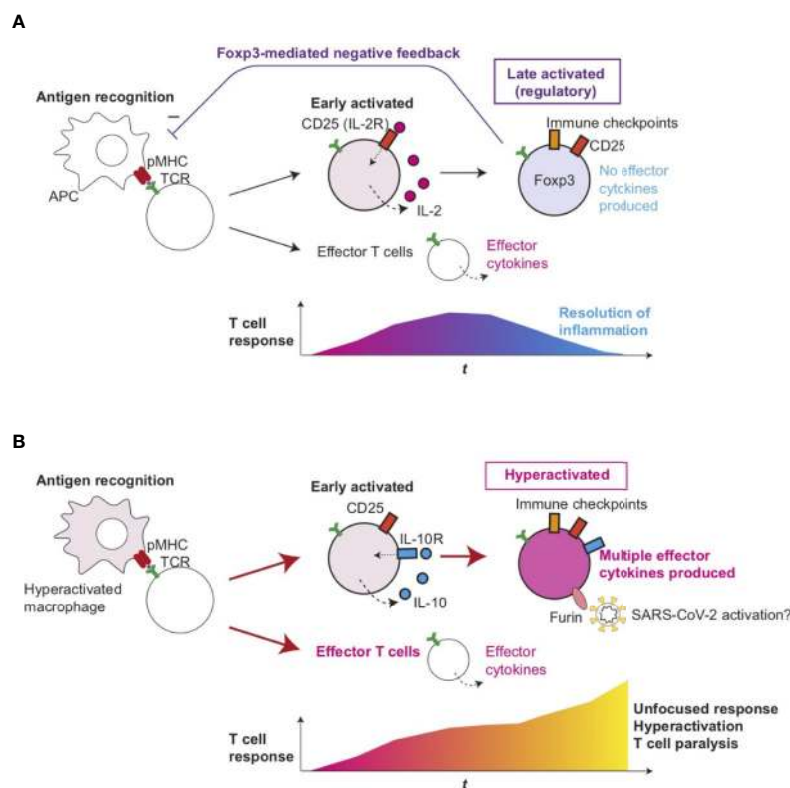 A
Foxp3-mediated negative feedback
Late activated
(regulatory)
Antigen recognition
–
Early activated
CD25 (IL-2R)
Immune checkpoints
CD25
pMHC
TCR
APC
Foxp3
No effector
cytokines
produced
IL-2
Effector T cells
Effector
cytokines
T cell
response
Resolution of
inflammation
t
B
Hyperactivated
Antigen recognition
Early activated
CD25
Immune checkpoints
IL-10R
pMHC
TCR
Multiple effector
cytokines produced
Hyperactivated
macrophage
IL-10
Furin
SARS-CoV-2 activation?
Effector T cells
Effector
cytokines
Unfocused response
Hyperactivation
T cell paralysis
T cell
response
t